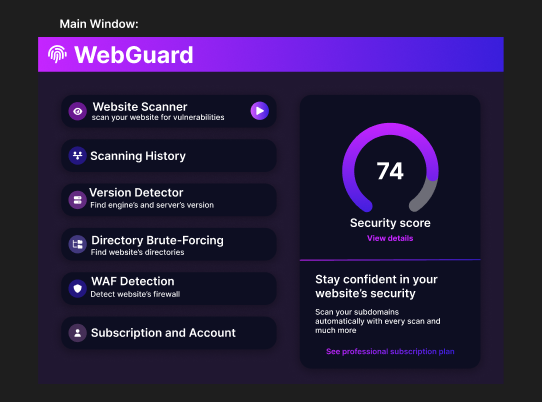 Main Window:
WebGuard
Website Scanner
scan your website for vulnerabilities
Scanning History
Version Detector
Find engine's and server's version
Directory Brute-Forcing
Find website's directories
WAF Detection
Detect website's firewall
Subscription and Account
74
Security score
View details
Stay confident in your
website's security
Scan your subdomains
automatically with every scan and
much more
See professional subscription plan